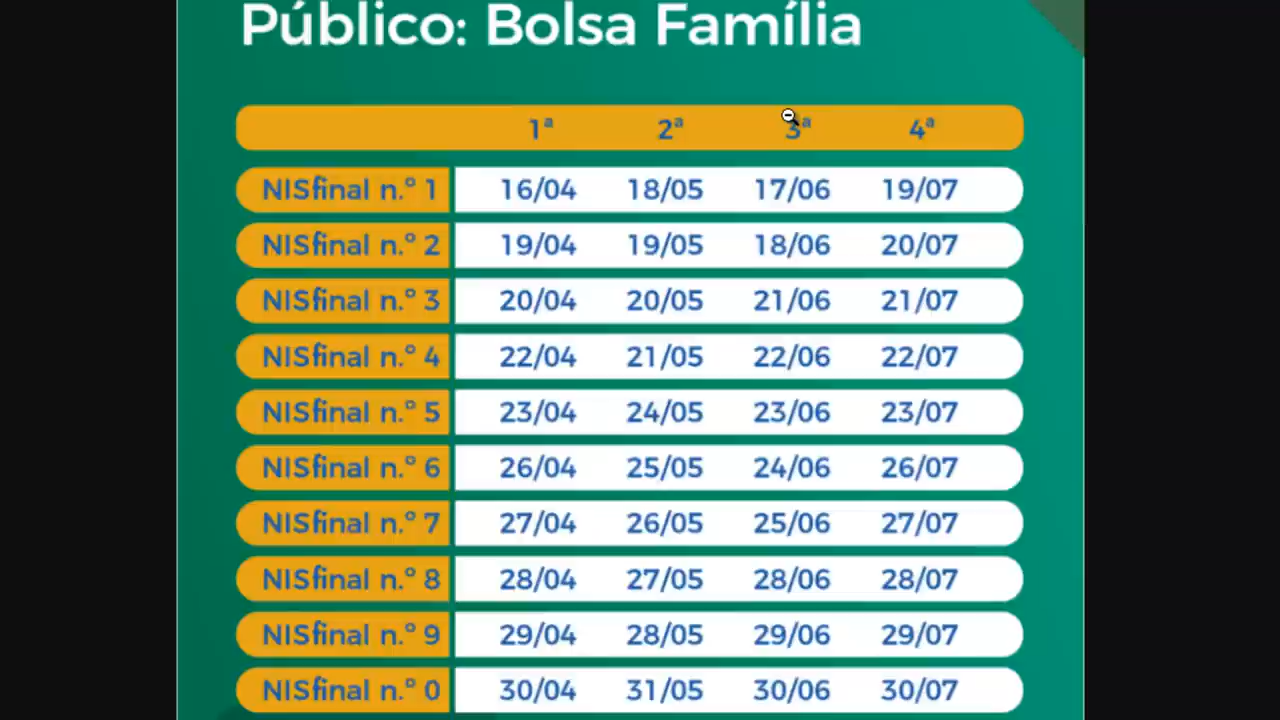 Público: Bolsa Família
1ª 2ª 3ª 4ª
NISfinal n.º 1 16/04 18/05 17/06 19/07
NISfinal n.º 2 19/04 19/05 18/06 20/07
NISfinal n.º 3 20/04 20/05 21/06 21/07
NISfinal n.º 4 22/04 21/05 22/06 22/07
NISfinal n.º 5 23/04 24/05 23/06 23/07
NISfinal n.º 6 26/04 25/05 24/06 26/07
NISfinal n.º 7 27/04 26/05 25/06 27/07
NISfinal n.º 8 28/04 27/05 28/06 28/07
NISfinal n.º 9 29/04 28/05 29/06 29/07
NISfinal n.º 0 30/04 31/05 30/06 30/07